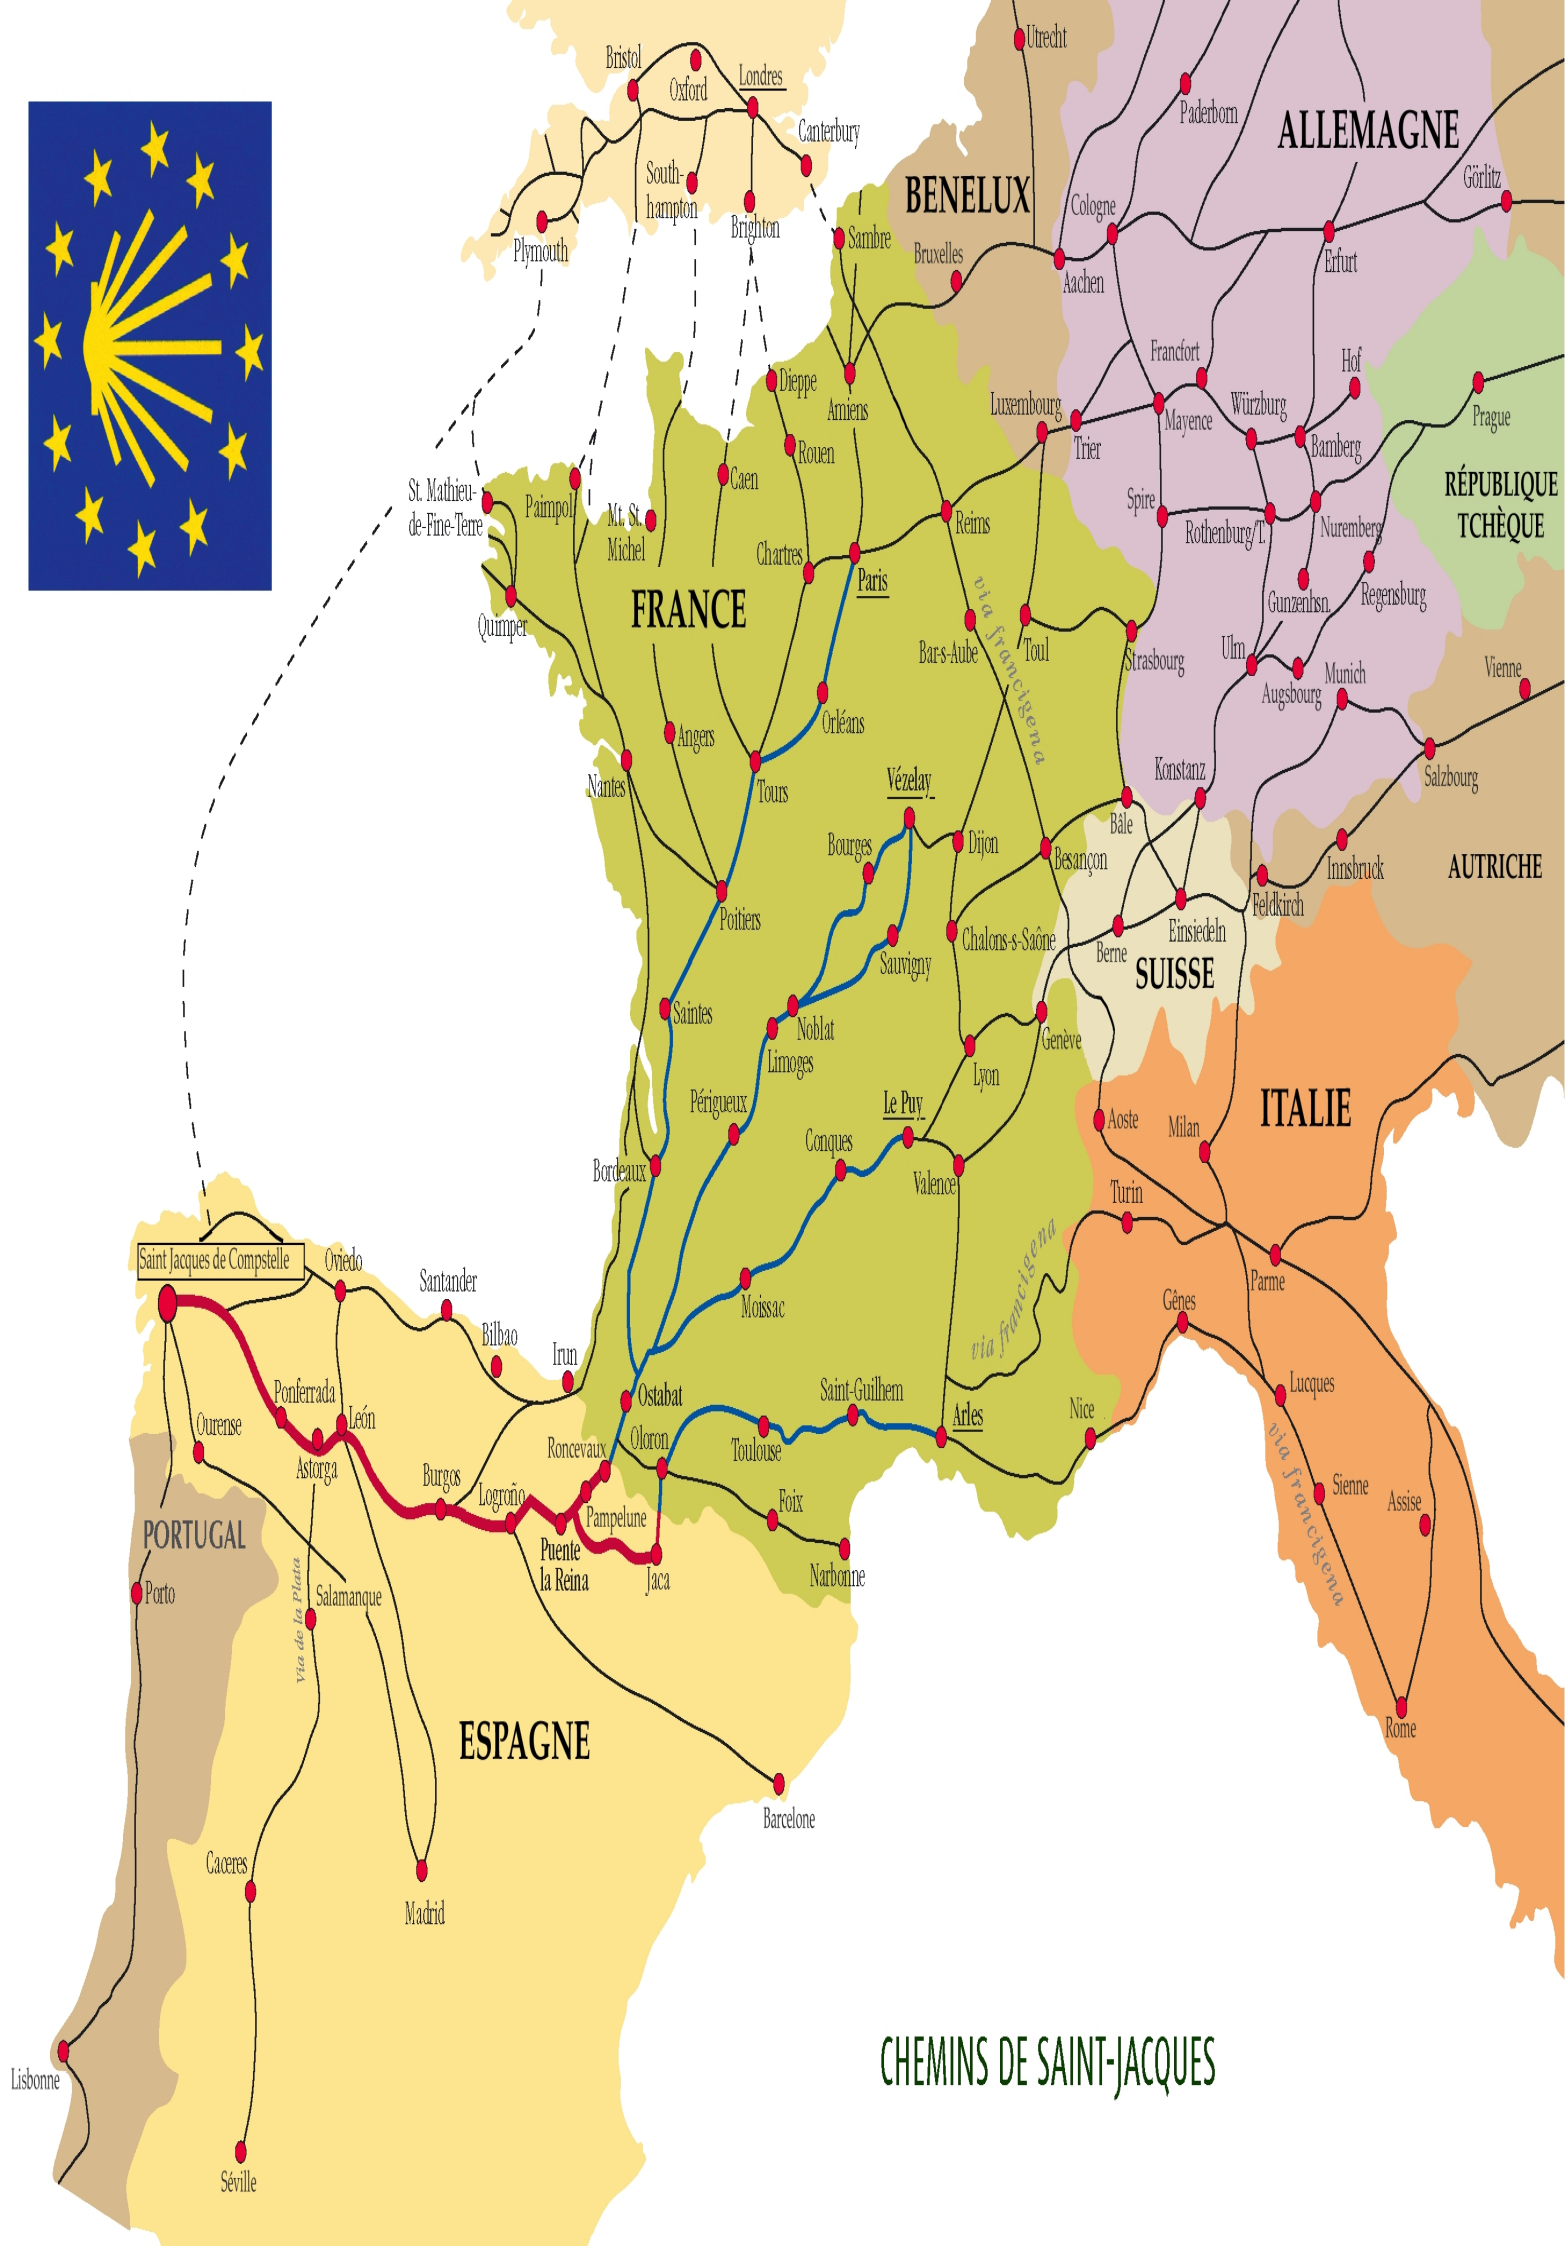 Utrecht
Bristol
Oxford
Londres
Paderborn
ALLEMAGNE
Canterbury
South-
hampton
BENELUX
Görlitz
Cologne
Plymouth
Brighton
Sambre
Bruxelles
Aachen
Erfurt
Francfort
Hof
Dieppe
Amiens
Luxembourg
Trier
Mayence
Würzburg
Bamberg
Prague
Rouen
Caen
St. Mathieu-
de-Fine-Terre
Paimpol
Mt. St.
Michel
Reims
Spire
Rothenburg/T.
Nuremberg
RÉPUBLIQUE
TCHÈQUE
Chartres
Paris
FRANCE
via francigena
Gunzenhsn.
Regensburg
Quimper
Bar-s-Aube
Toul
Strasbourg
Ulm
Augsbourg
Munich
Vienne
Orléans
Angers
Nantes
Tours
Vézelay
Konstanz
Salzbourg
Bâle
Bourges
Dijon
Besançon
Innsbruck
AUTRICHE
Feldkirch
Poitiers
Sauvigny
Chalons-s-Saône
Berne
Einsiedeln
SUISSE
Saintes
Noblat
Limoges
Genève
Lyon
Périgueux
Le Puy
Conques
Aoste
Milan
ITALIE
Bordeaux
Valence
Turin
via francigena
Saint Jacques de Compstelle
Oviedo
Santander
Moissac
Parme
Gênes
Bilbao
Irun
Ponferrada
Ostabat
Saint-Guilhem
Lucques
Ourense
León
Arles
Nice
Oloron
Toulouse
Roncevaux
Astorga
Burgos
Logroño
Foix
via francigena
Sienne
Assise
PORTUGAL
Pampelune
Puente
la Reina
Jaca
Narbonne
Porto
Via de la Plata
Salamanque
ESPAGNE
Rome
Barcelone
Caceres
Madrid
CHEMINS DE SAINT-JACQUES
Lisbonne
Séville